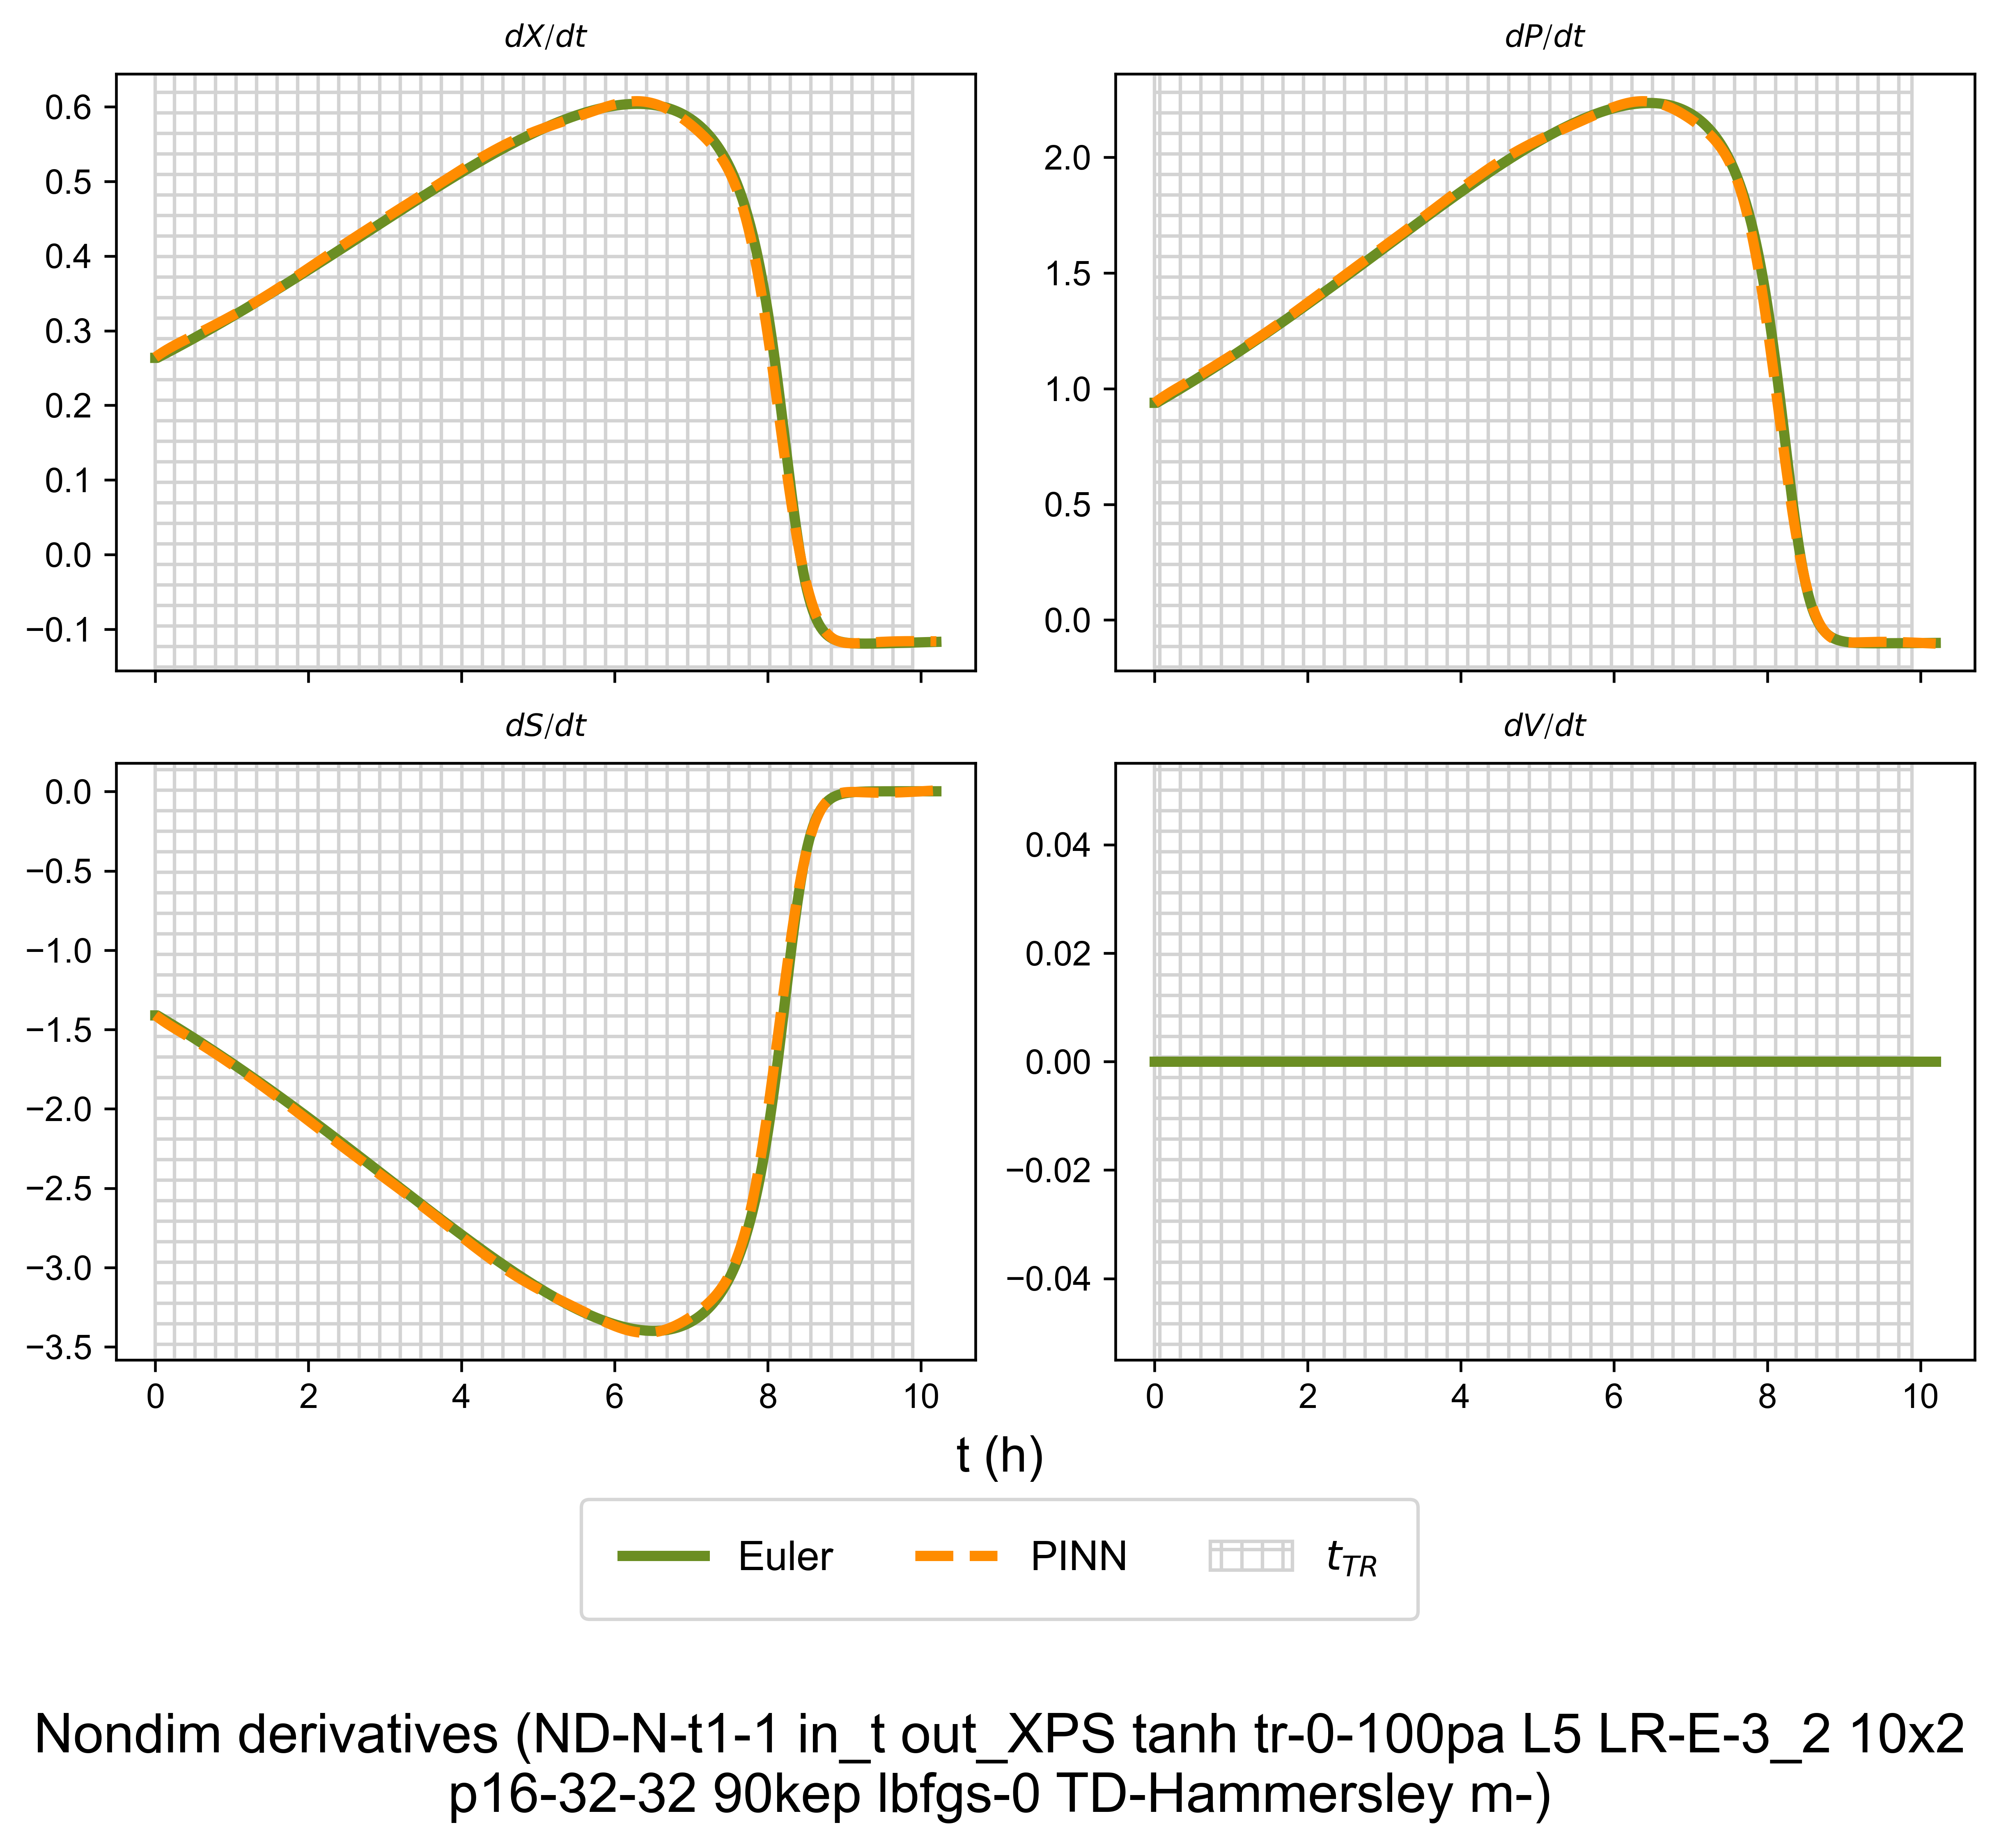 dX/dt
dP/dt
0.6
0.5
0.4
0.3
0.2
0.1
0.0
−0.1
2.0
1.5
1.0
0.5
0.0
dS/dt
dV/dt
0.0
−0.5
−1.0
−1.5
−2.0
−2.5
−3.0
−3.5
0.04
0.02
0.00
−0.02
−0.04
0 2 4 6 8 10
0 2 4 6 8 10
t (h)
Euler PINN t_TR
Nondim derivatives (ND-N-t1-1 in_t out_XPS tanh tr-0-100pa L5 LR-E-3_2 10x2
p16-32-32 90kep lbfgs-0 TD-Hammersley m-)